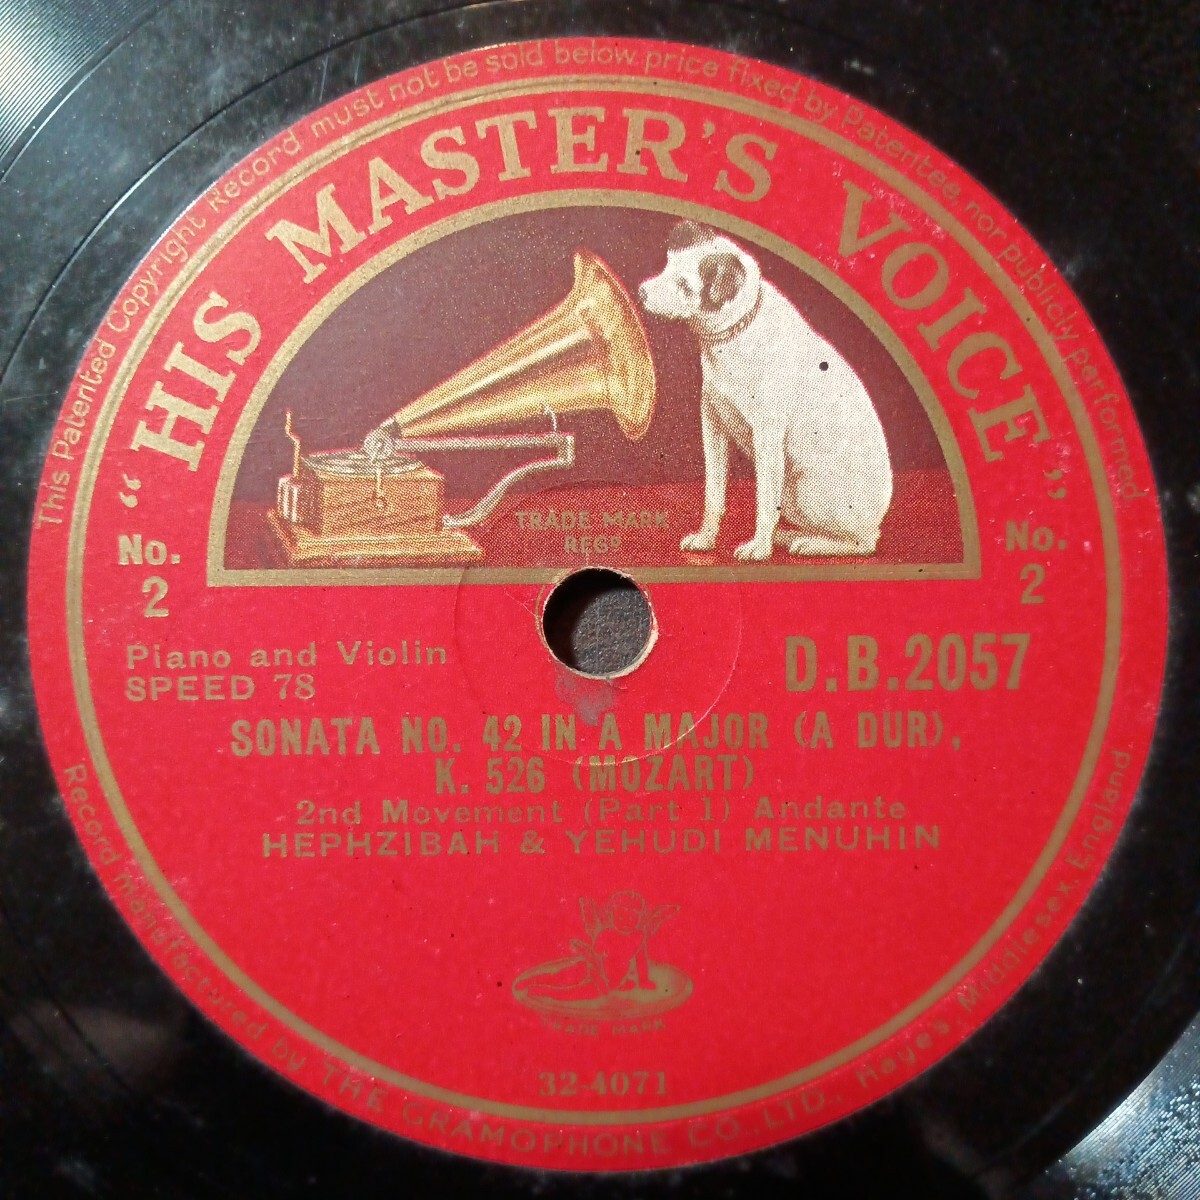 This Patented Copyright Record must not be sold below price fixed by Patentee, nor publicly performed.
"HIS MASTER'S VOICE"
TRADE MARK
REGD
No.
2
No.
2
Piano and Violin
SPEED 78
D.B.2057
SONATA NO. 42 IN A MAJOR (A DUR),
K. 526 (MOZART)
2nd Movement (Part 1) Andante
HEPHZIBAH & YEHUDI MENUHIN
TRADE MARK
32-4071
Record manufactured by THE GRAMOPHONE CO., LTD., Hayes, Middlesex, England.